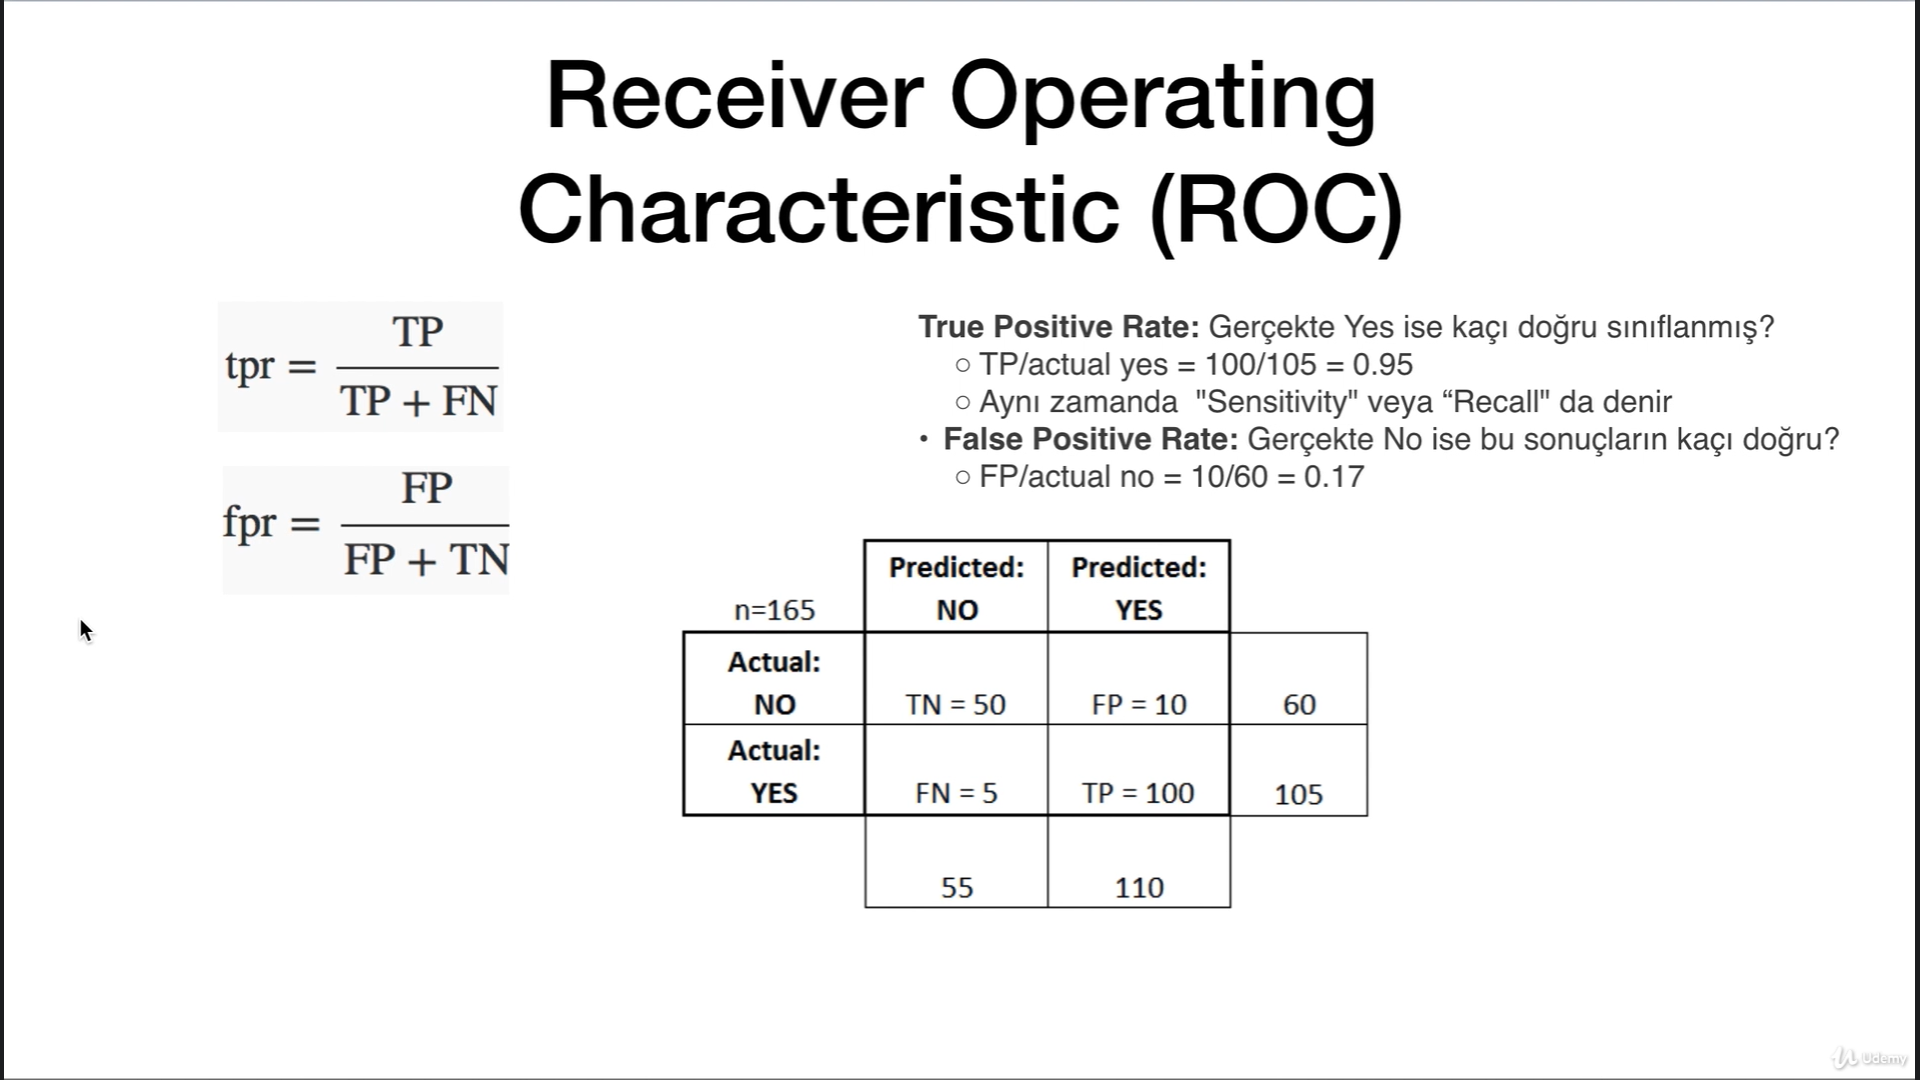 Receiver Operating
Characteristic (ROC)
tpr = TP / TP + FN
fpr = FP / FP + TN
True Positive Rate: Gerçekte Yes ise kaçı doğru sınıflanmış?
○ TP/actual yes = 100/105 = 0.95
○ Aynı zamanda "Sensitivity" veya “Recall" da denir
• False Positive Rate: Gerçekte No ise bu sonuçların kaçı doğru?
○ FP/actual no = 10/60 = 0.17
Predicted: Predicted:
n=165 NO YES
Actual:
NO TN = 50 FP = 10 60
Actual:
YES FN = 5 TP = 100 105
55 110
Udemy